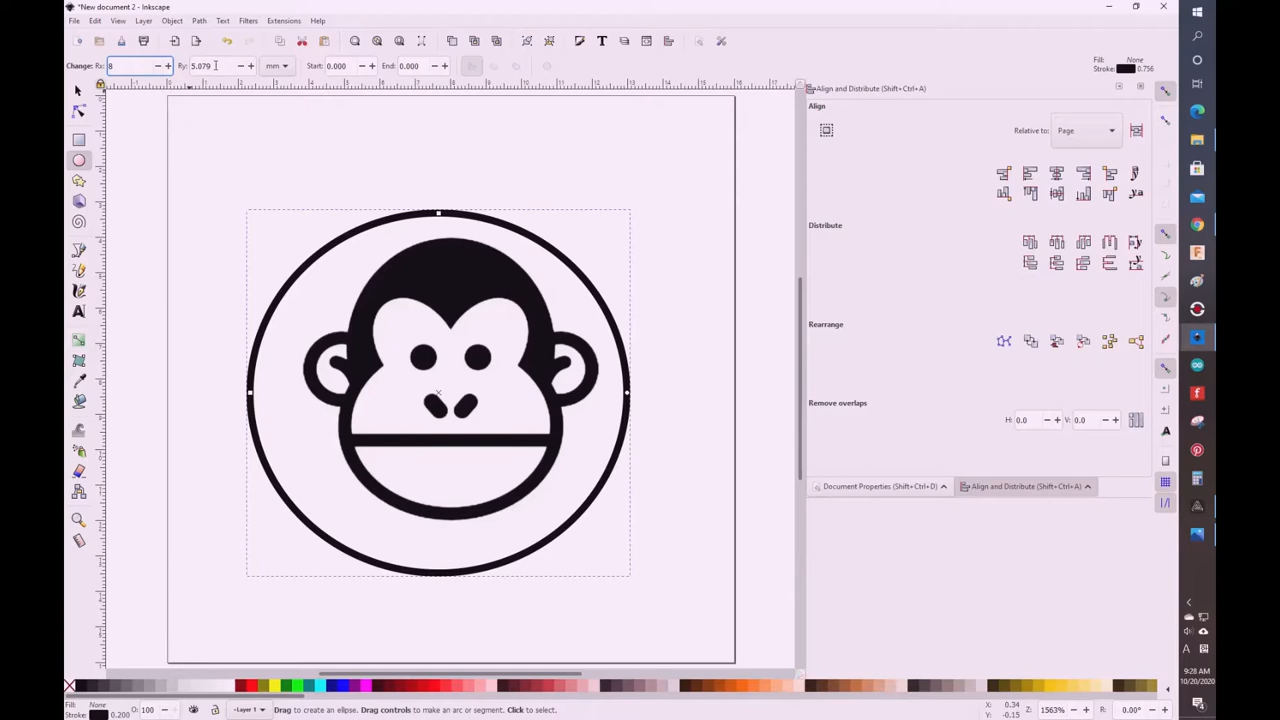 *New document 2 - Inkscape
File Edit View Layer Object Path Text Filters Extensions Help
Change: Rx: 8 Ry: 5.079 mm Start: 0.000 End: 0.000
Fill: None
Stroke: 0.756
Align and Distribute (Shift+Ctrl+A)
Align
Relative to: Page
Distribute
Rearrange
Remove overlaps
H: 0.0 V: 0.0
Document Properties (Shift+Ctrl+D) Align and Distribute (Shift+Ctrl+A)
9:28 AM
10/20/2020
Fill: None
Stroke: 0.200
O: 100 Layer 1 Drag to create an ellipse. Drag controls to make an arc or segment. Click to select.
X: 0.34
Y: -0.15
Z: 1563% R: 0.00°